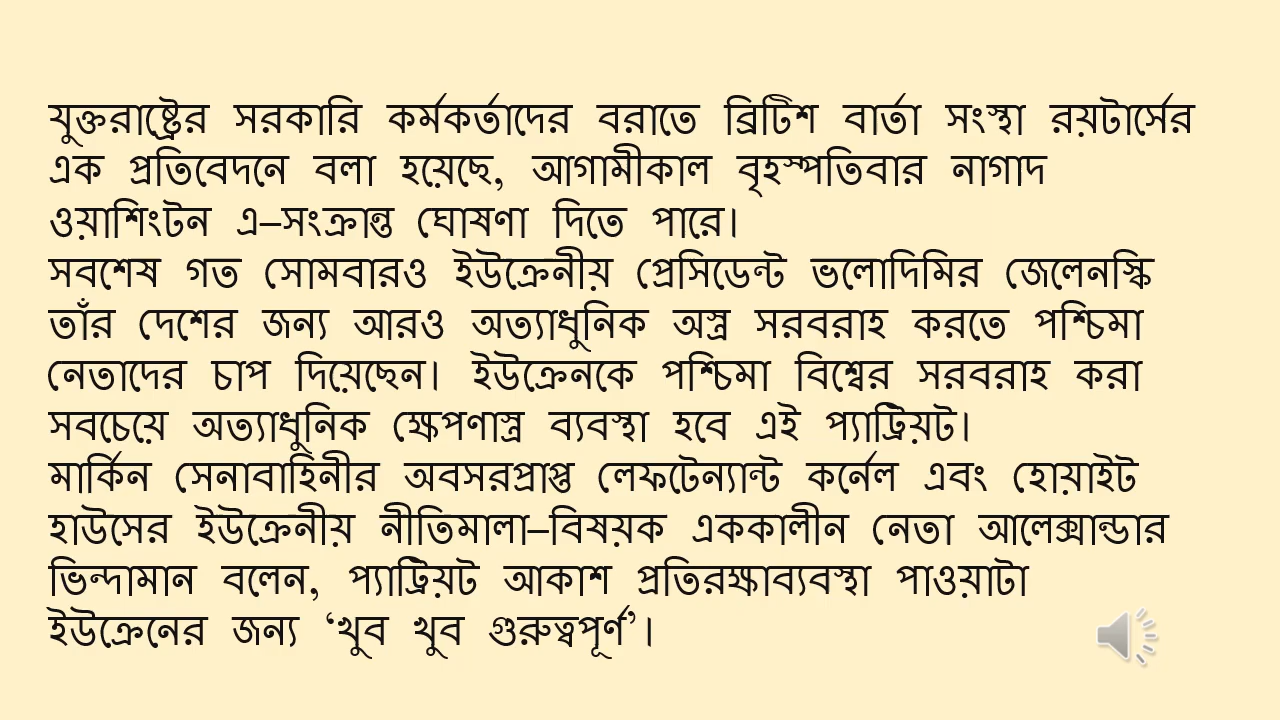 যুক্তরাষ্ট্রের সরকারি কর্মকর্তাদের বরাতে ব্রিটিশ বার্তা সংস্থা রয়টার্সের
এক প্রতিবেদনে বলা হয়েছে, আগামীকাল বৃহস্পতিবার নাগাদ
ওয়াশিংটন এ–সংক্রান্ত ঘোষণা দিতে পারে।
সবশেষ গত সোমবারও ইউক্রেনীয় প্রেসিডেন্ট ভলোদিমির জেলেনস্কি
তাঁর দেশের জন্য আরও অত্যাধুনিক অস্ত্র সরবরাহ করতে পশ্চিমা
নেতাদের চাপ দিয়েছেন। ইউক্রেনকে পশ্চিমা বিশ্বের সরবরাহ করা
সবচেয়ে অত্যাধুনিক ক্ষেপণাস্ত্র ব্যবস্থা হবে এই প্যাট্রিয়ট।
মার্কিন সেনাবাহিনীর অবসরপ্রাপ্ত লেফটেন্যান্ট কর্নেল এবং হোয়াইট
হাউসের ইউক্রেনীয় নীতিমালা–বিষয়ক এককালীন নেতা আলেক্সান্ডার
ভিন্দামান বলেন, প্যাট্রিয়ট আকাশ প্রতিরক্ষাব্যবস্থা পাওয়াটা
ইউক্রেনের জন্য ‘খুব খুব গুরুত্বপূর্ণ’।